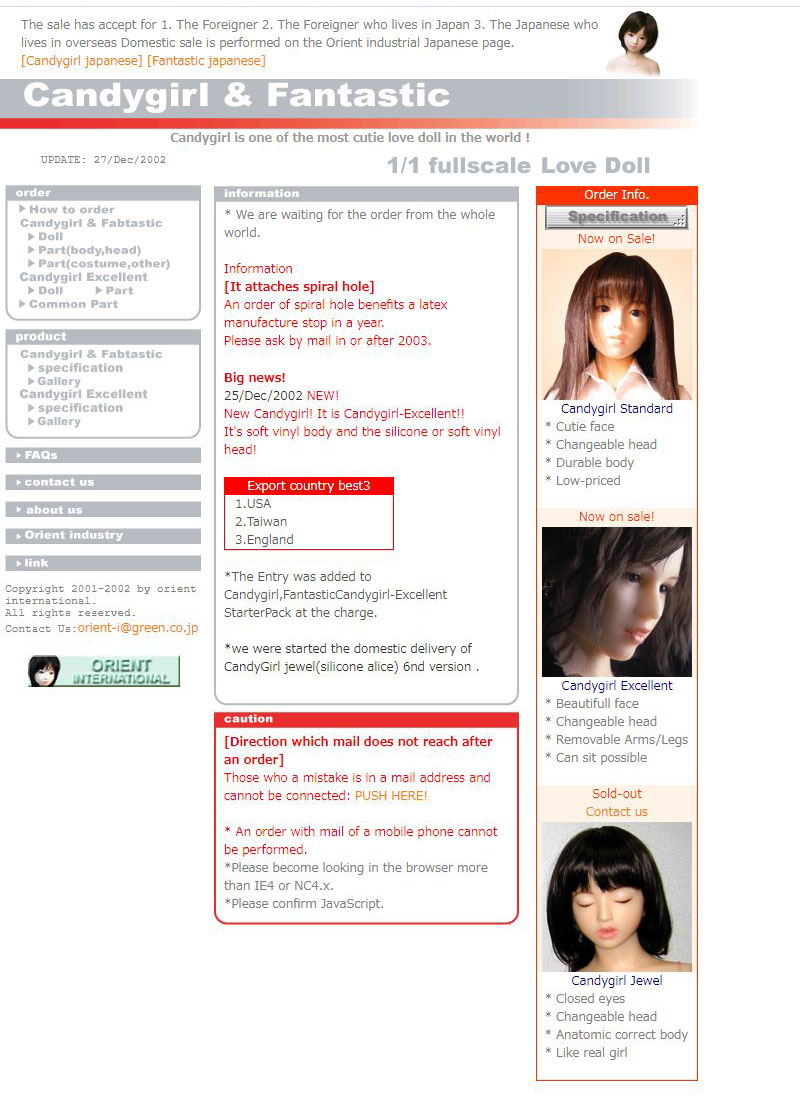 The sale has accept for 1. The Foreigner 2. The Foreigner who lives in Japan 3. The Japanese who
lives in overseas Domestic sale is performed on the Orient industrial Japanese page.
[Candygirl japanese] [Fantastic japanese]
Candygirl & Fantastic
Candygirl is one of the most cutie love doll in the world !
UPDATE: 27/Dec/2002
1/1 fullscale Love Doll
order
How to order
Candygirl & Fabtastic
Doll
Part(body,head)
Part(costume,other)
Candygirl Excellent
Doll Part
Common Part
product
Candygirl & Fabtastic
specification
Gallery
Candygirl Excellent
specification
Gallery
FAQs
contact us
about us
Orient industry
link
Copyright 2001-2002 by orient
international.
All rights reserved.
Contact Us:orient-i@green.co.jp
ORIENT
INTERNATIONAL
information
* We are waiting for the order from the whole
world.
Information
[It attaches spiral hole]
An order of spiral hole benefits a latex
manufacture stop in a year.
Please ask by mail in or after 2003.
Big news!
25/Dec/2002 NEW!
New Candygirl! It is Candygirl-Excellent!!
It's soft vinyl body and the silicone or soft vinyl
head!
Export country best3
1.USA
2.Taiwan
3.England
*The Entry was added to
Candygirl,FantasticCandygirl-Excellent
StarterPack at the charge.
*we were started the domestic delivery of
CandyGirl jewel(silicone alice) 6nd version .
caution
[Direction which mail does not reach after
an order]
Those who a mistake is in a mail address and
cannot be connected: PUSH HERE!
* An order with mail of a mobile phone cannot
be performed.
*Please become looking in the browser more
than IE4 or NC4.x.
*Please confirm JavaScript.
Order Info.
Specification
Now on Sale!
Candygirl Standard
* Cutie face
* Changeable head
* Durable body
* Low-priced
Now on sale!
Candygirl Excellent
* Beautifull face
* Changeable head
* Removable Arms/Legs
* Can sit possible
Sold-out
Contact us
Candygirl Jewel
* Closed eyes
* Changeable head
* Anatomic correct body
* Like real girl